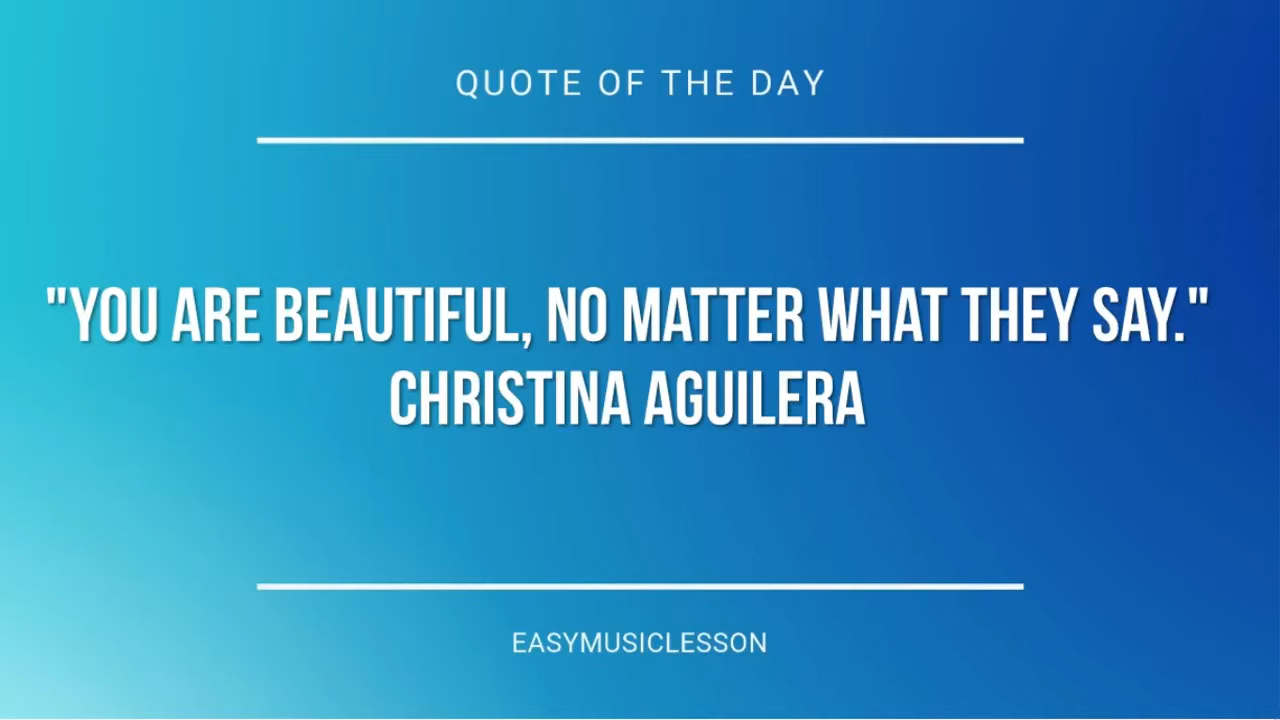 QUOTE OF THE DAY
"YOU ARE BEAUTIFUL, NO MATTER WHAT THEY SAY."
CHRISTINA AGUILERA
EASYMUSICLESSON